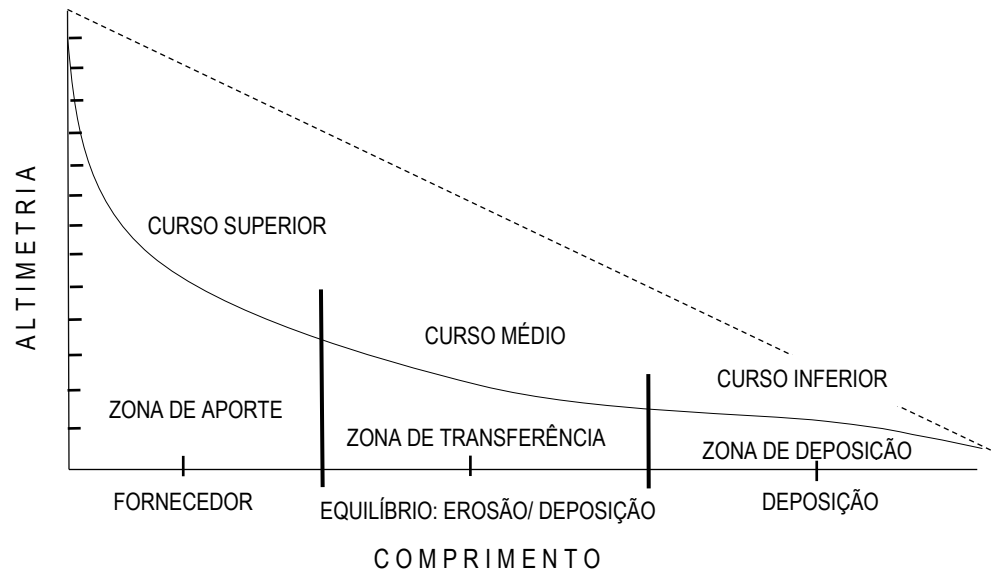 ALTIMETRIA
CURSO SUPERIOR
CURSO MÉDIO
CURSO INFERIOR
ZONA DE APORTE
ZONA DE TRANSFERÊNCIA
ZONA DE DEPOSIÇÃO
FORNECEDOR
EQUILÍBRIO: EROSÃO/ DEPOSIÇÃO
DEPOSIÇÃO
COMPRIMENTO